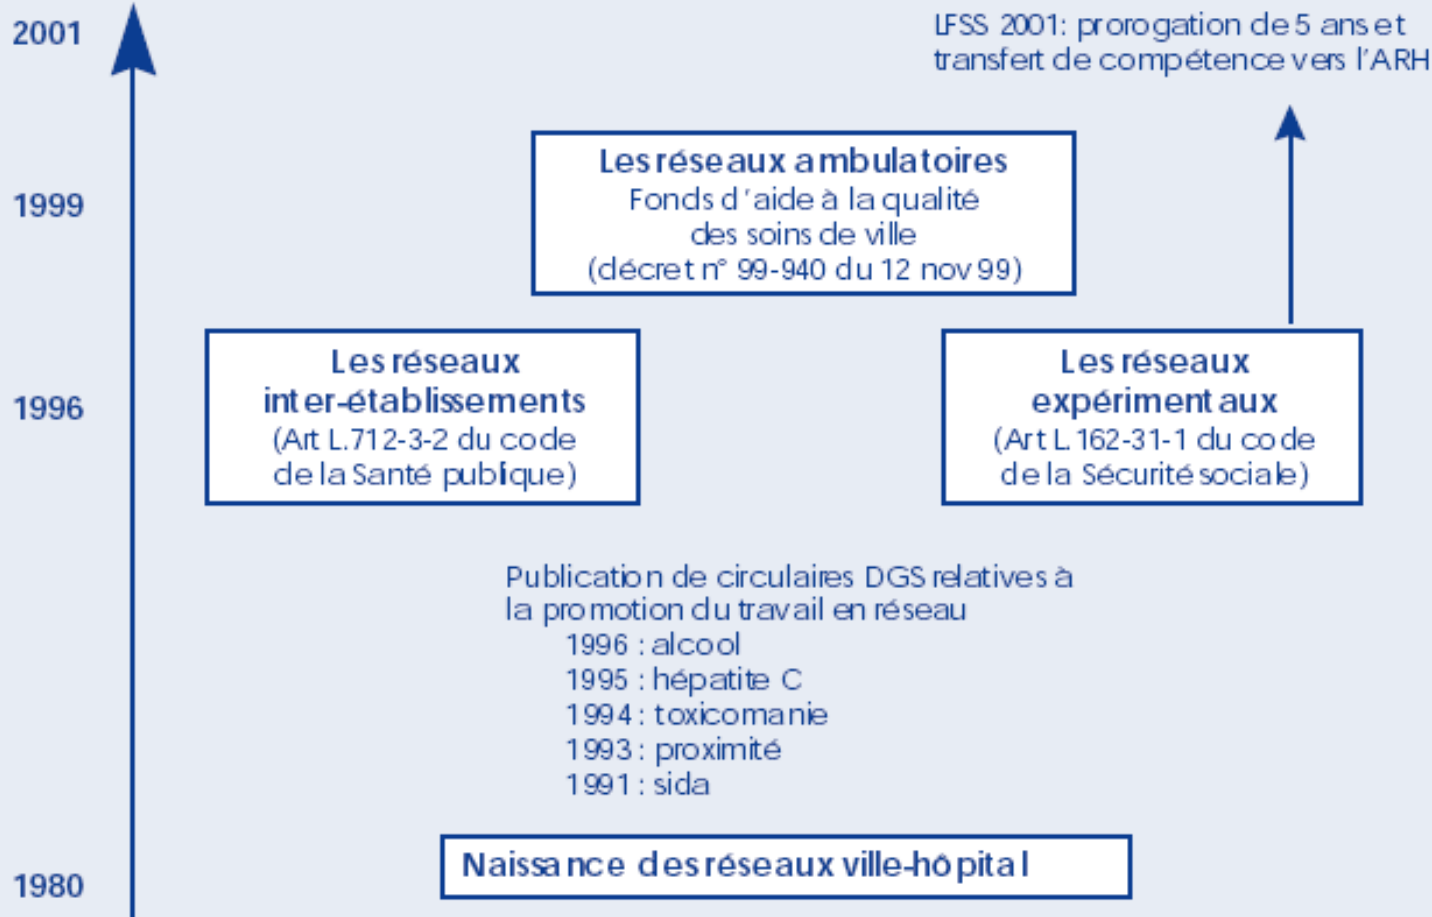 2001
LFSS 2001: prorogation de 5 ans et
transfert de compétence vers l'ARH
Les réseaux ambulatoires
1999
Fonds d'aide à la qualité
des soins de ville
(décret n° 99-940 du 12 nov 99)
Les réseaux
inter-établissements
(Art L.712-3-2 du code
de la Santé publique)
1996
Les réseaux
expérimentaux
(Art L.162-31-1 du code
de la Sécurité sociale)
Publication de circulaires DGS relatives à
la promotion du travail en réseau
1996 : alcool
1995 : hépatite C
1994 : toxicomanie
1993 : proximité
1991 : sida
Naissance des réseaux ville-hôpital
1980